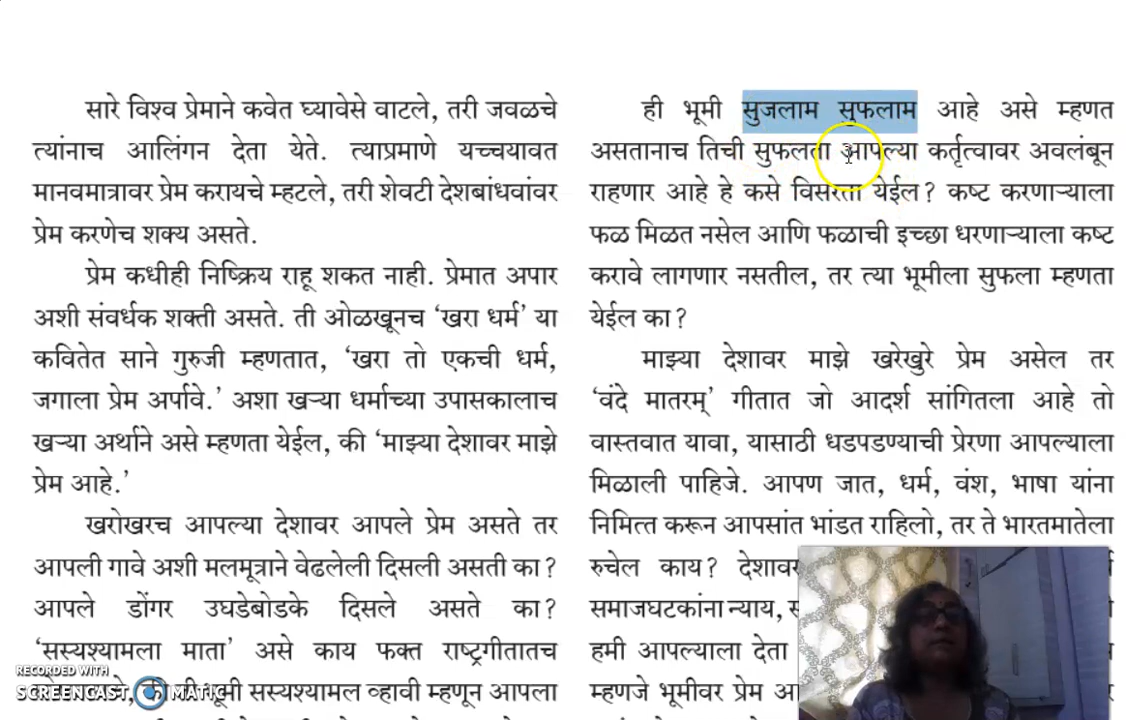 सारे विश्व प्रेमाने कवेत घ्यावेसे वाटले, तरी जवळचे
त्यांनाच आलिंगन देता येते. त्याप्रमाणे यच्चयावत
मानवमात्रावर प्रेम करायचे म्हटले, तरी शेवटी देशबांधवांवर
प्रेम करणेच शक्य असते.
प्रेम कधीही निष्क्रिय राहू शकत नाही. प्रेमात अपार
अशी संवर्धक शक्ती असते. ती ओळखूनच ‘खरा धर्म’ या
कवितेत साने गुरुजी म्हणतात, ‘खरा तो एकची धर्म,
जगाला प्रेम अर्पावे.’ अशा खऱ्या धर्माच्या उपासकालाच
खऱ्या अर्थाने असे म्हणता येईल, की ‘माझ्या देशावर माझे
प्रेम आहे.’
खरोखरच आपल्या देशावर आपले प्रेम असते तर
आपली गावे अशी मलमूत्राने वेढलेली दिसली असती का?
आपले डोंगर उघडेबोडके दिसले असते का?
‘सस्यश्यामला माता’ असे काय फक्त राष्ट्रगीतातच
सस्यश्यामल व्हावी म्हणून आपला
ही भूमी सुजलाम सुफलाम आहे असे म्हणत
असतानाच तिची सुफलता आपल्या कर्तृत्वावर अवलंबून
राहणार आहे हे कसे विसरता येईल? कष्ट करणाऱ्याला
फळ मिळत नसेल आणि फळाची इच्छा धरणाऱ्याला कष्ट
करावे लागणार नसतील, तर त्या भूमीला सुफला म्हणता
येईल का?
माझ्या देशावर माझे खरेखुरे प्रेम असेल तर
‘वंदे मातरम्’ गीतात जो आदर्श सांगितला आहे तो
वास्तवात यावा, यासाठी धडपडण्याची प्रेरणा आपल्याला
मिळाली पाहिजे. आपण जात, धर्म, वंश, भाषा यांना
निमित्त करून आपसांत भांडत राहिलो, तर ते भारतमातेला
रुचेल काय? देशावर
समाजघटकांना न्याय,
हमी आपल्याला देता
म्हणजे भूमीवर प्रेम
RECORDED WITH
SCREENCAST MATIC